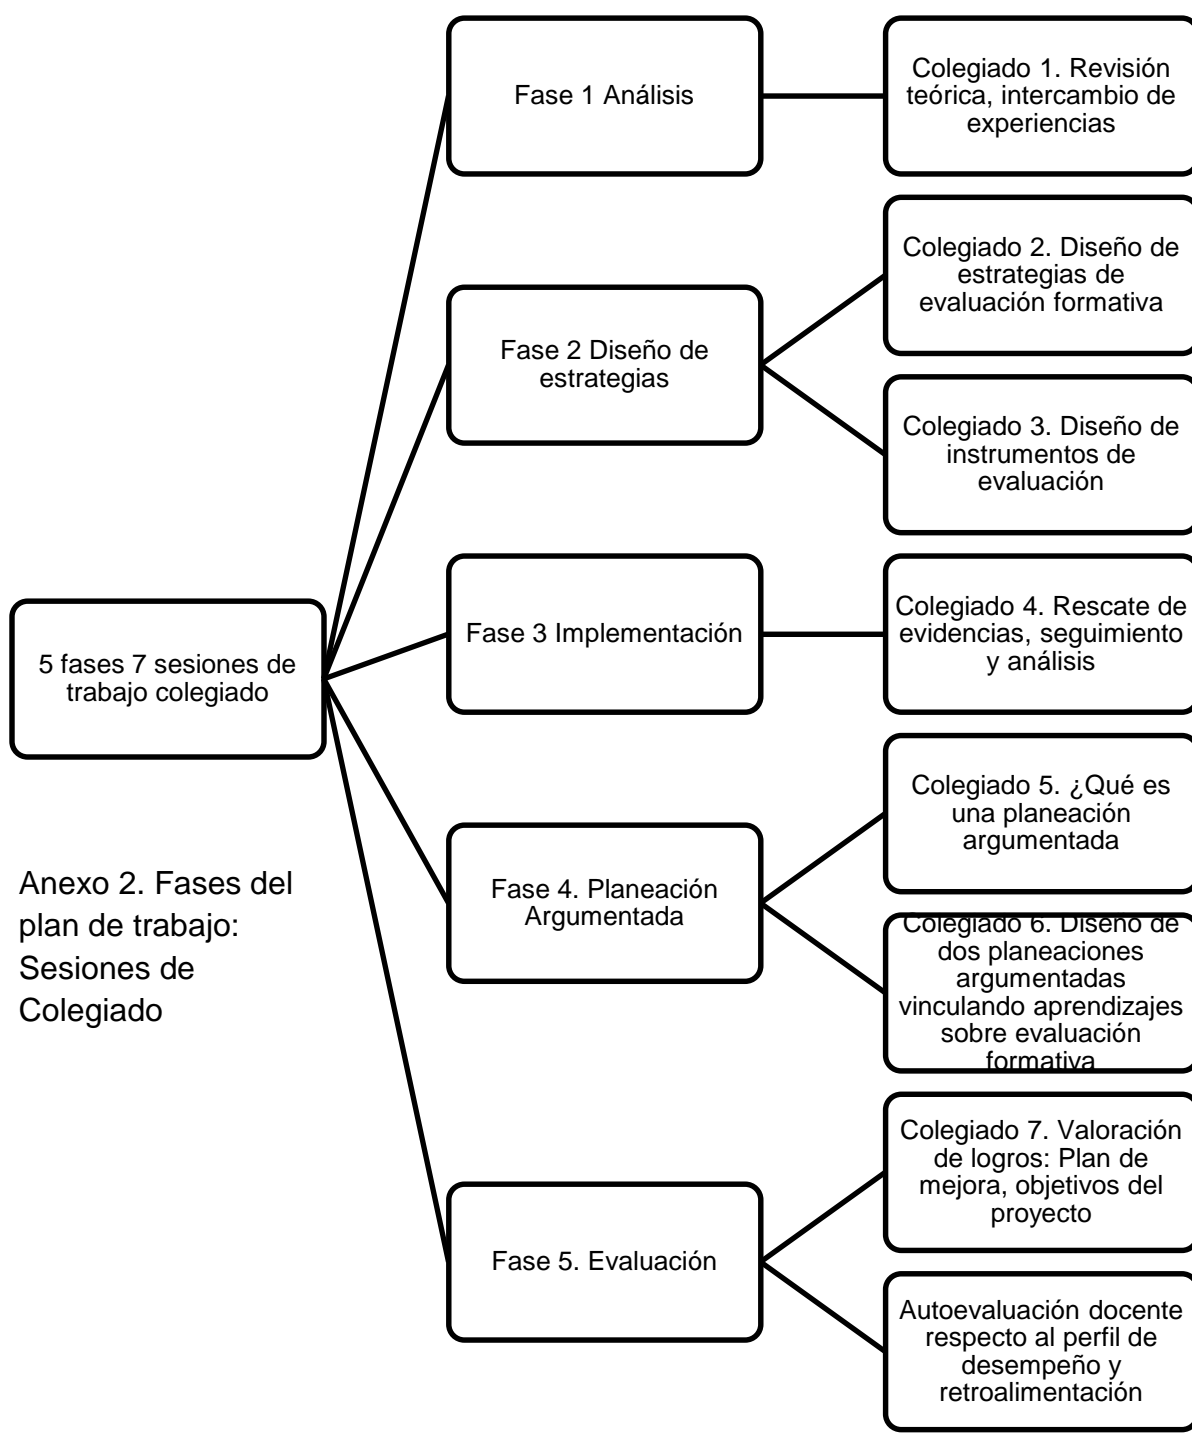 Fase 1 Análisis
Colegiado 1. Revisión
teórica, intercambio de
experiencias
Colegiado 2. Diseño de
estrategias de
evaluación formativa
Fase 2 Diseño de
estrategias
Colegiado 3. Diseño de
instrumentos de
evaluación
Fase 3 Implementación
Colegiado 4. Rescate de
evidencias, seguimiento
y análisis
5 fases 7 sesiones de
trabajo colegiado
Colegiado 5. ¿Qué es
una planeación
argumentada
Fase 4. Planeación
Argumentada
Anexo 2. Fases del
plan de trabajo:
Sesiones de
Colegiado
Colegiado 6. Diseño de
dos planeaciones
argumentadas
vinculando aprendizajes
sobre evaluación
formativa
Colegiado 7. Valoración
de logros: Plan de
mejora, objetivos del
proyecto
Fase 5. Evaluación
Autoevaluación docente
respecto al perfil de
desempeño y
retroalimentación